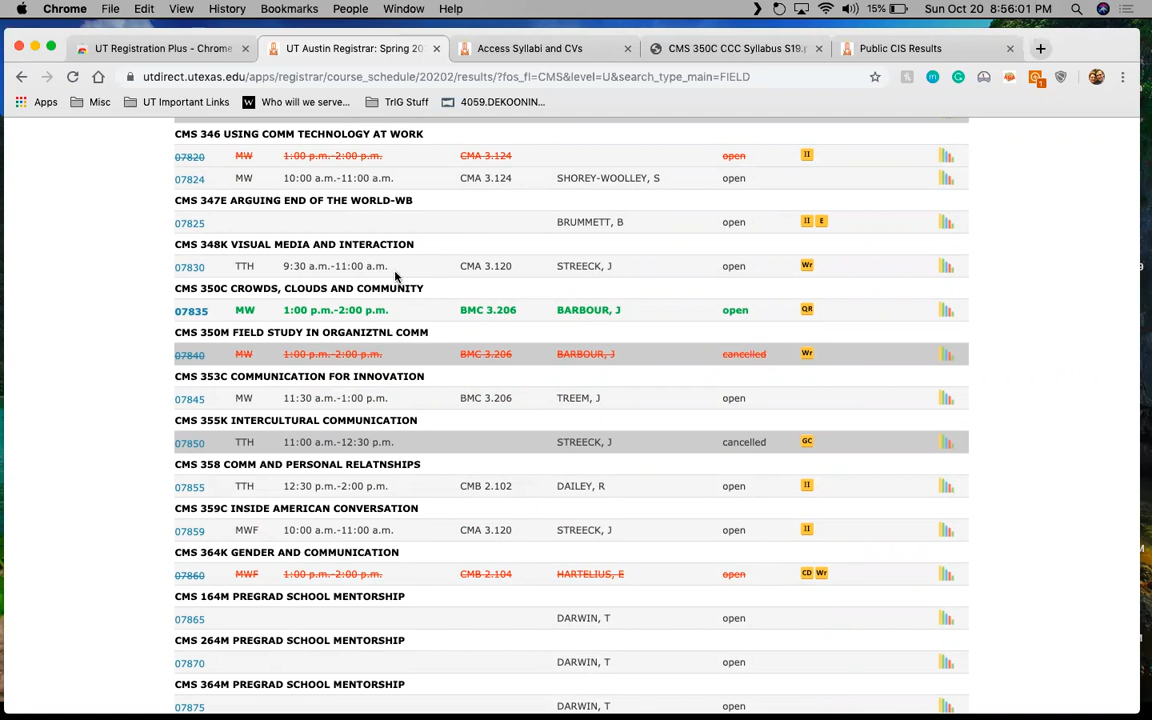 Chrome File Edit View History Bookmarks People Window Help 15% Sun Oct 20 8:56:01 PM
UT Registration Plus - Chrome UT Austin Registrar: Spring 20 Access Syllabi and CVs CMS 350C CCC Syllabus S19.p Public CIS Results
utdirect.utexas.edu/apps/registrar/course_schedule/20202/results/?fos_fl=CMS&level=U&search_type_main=FIELD
Apps Misc UT Important Links W Who will we serve... TrIG Stuff 4059.DEKOONIN...
CMS 346 USING COMM TECHNOLOGY AT WORK
07820 MW 1:00 p.m.-2:00 p.m. CMA 3.124 open II
07824 MW 10:00 a.m.-11:00 a.m. CMA 3.124 SHOREY-WOOLLEY, S open
CMS 347E ARGUING END OF THE WORLD-WB
07825 BRUMMETT, B open II E
CMS 348K VISUAL MEDIA AND INTERACTION
07830 TTH 9:30 a.m.-11:00 a.m. CMA 3.120 STREECK, J open Wr
CMS 350C CROWDS, CLOUDS AND COMMUNITY
07835 MW 1:00 p.m.-2:00 p.m. BMC 3.206 BARBOUR, J open QR
CMS 350M FIELD STUDY IN ORGANIZTNL COMM
07840 MW 1:00 p.m.-2:00 p.m. BMC 3.206 BARBOUR, J cancelled Wr
CMS 353C COMMUNICATION FOR INNOVATION
07845 MW 11:30 a.m.-1:00 p.m. BMC 3.206 TREEM, J open
CMS 355K INTERCULTURAL COMMUNICATION
07850 TTH 11:00 a.m.-12:30 p.m. STREECK, J cancelled GC
CMS 358 COMM AND PERSONAL RELATNSHIPS
07855 TTH 12:30 p.m.-2:00 p.m. CMB 2.102 DAILEY, R open II
CMS 359C INSIDE AMERICAN CONVERSATION
07859 MWF 10:00 a.m.-11:00 a.m. CMA 3.120 STREECK, J open II
CMS 364K GENDER AND COMMUNICATION
07860 MWF 1:00 p.m.-2:00 p.m. CMB 2.104 HARTELIUS, E open CD Wr
CMS 164M PREGRAD SCHOOL MENTORSHIP
07865 DARWIN, T open
CMS 264M PREGRAD SCHOOL MENTORSHIP
07870 DARWIN, T open
CMS 364M PREGRAD SCHOOL MENTORSHIP
07875 DARWIN, T open